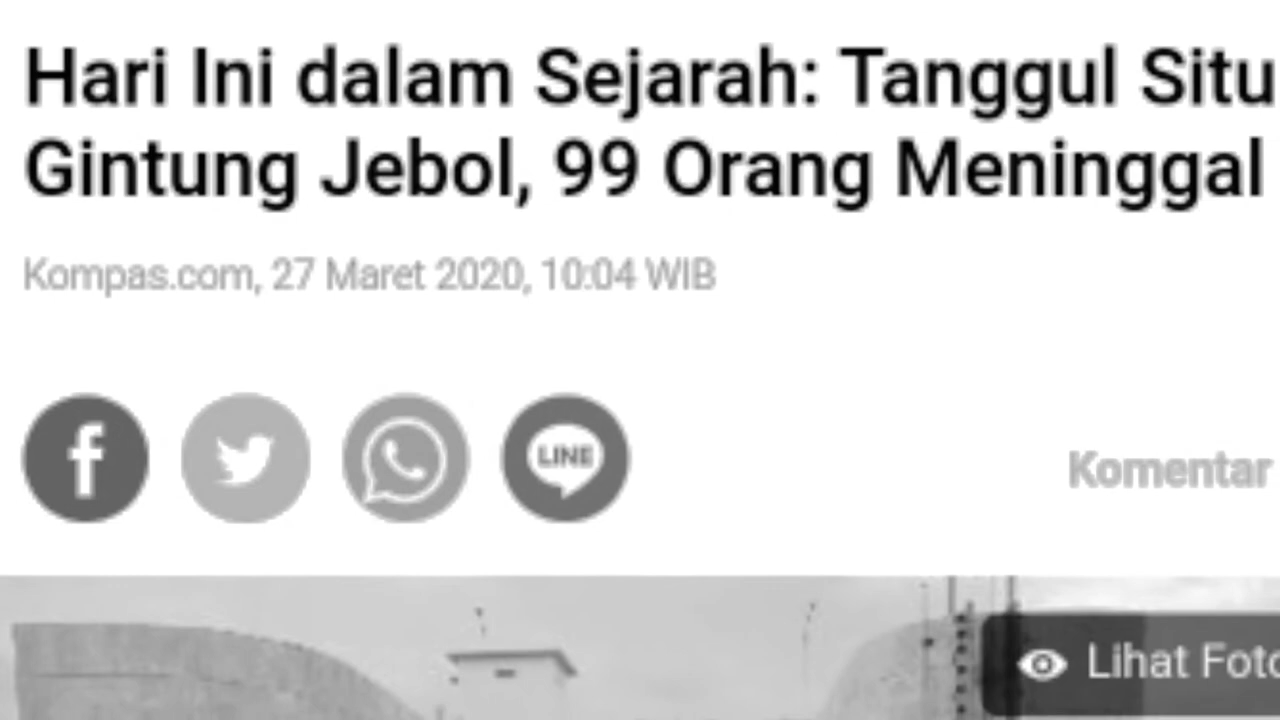 Hari Ini dalam Sejarah: Tanggul Situ
Gintung Jebol, 99 Orang Meninggal
Kompas.com, 27 Maret 2020, 10:04 WIB
LINE
Komentar
Lihat Foto